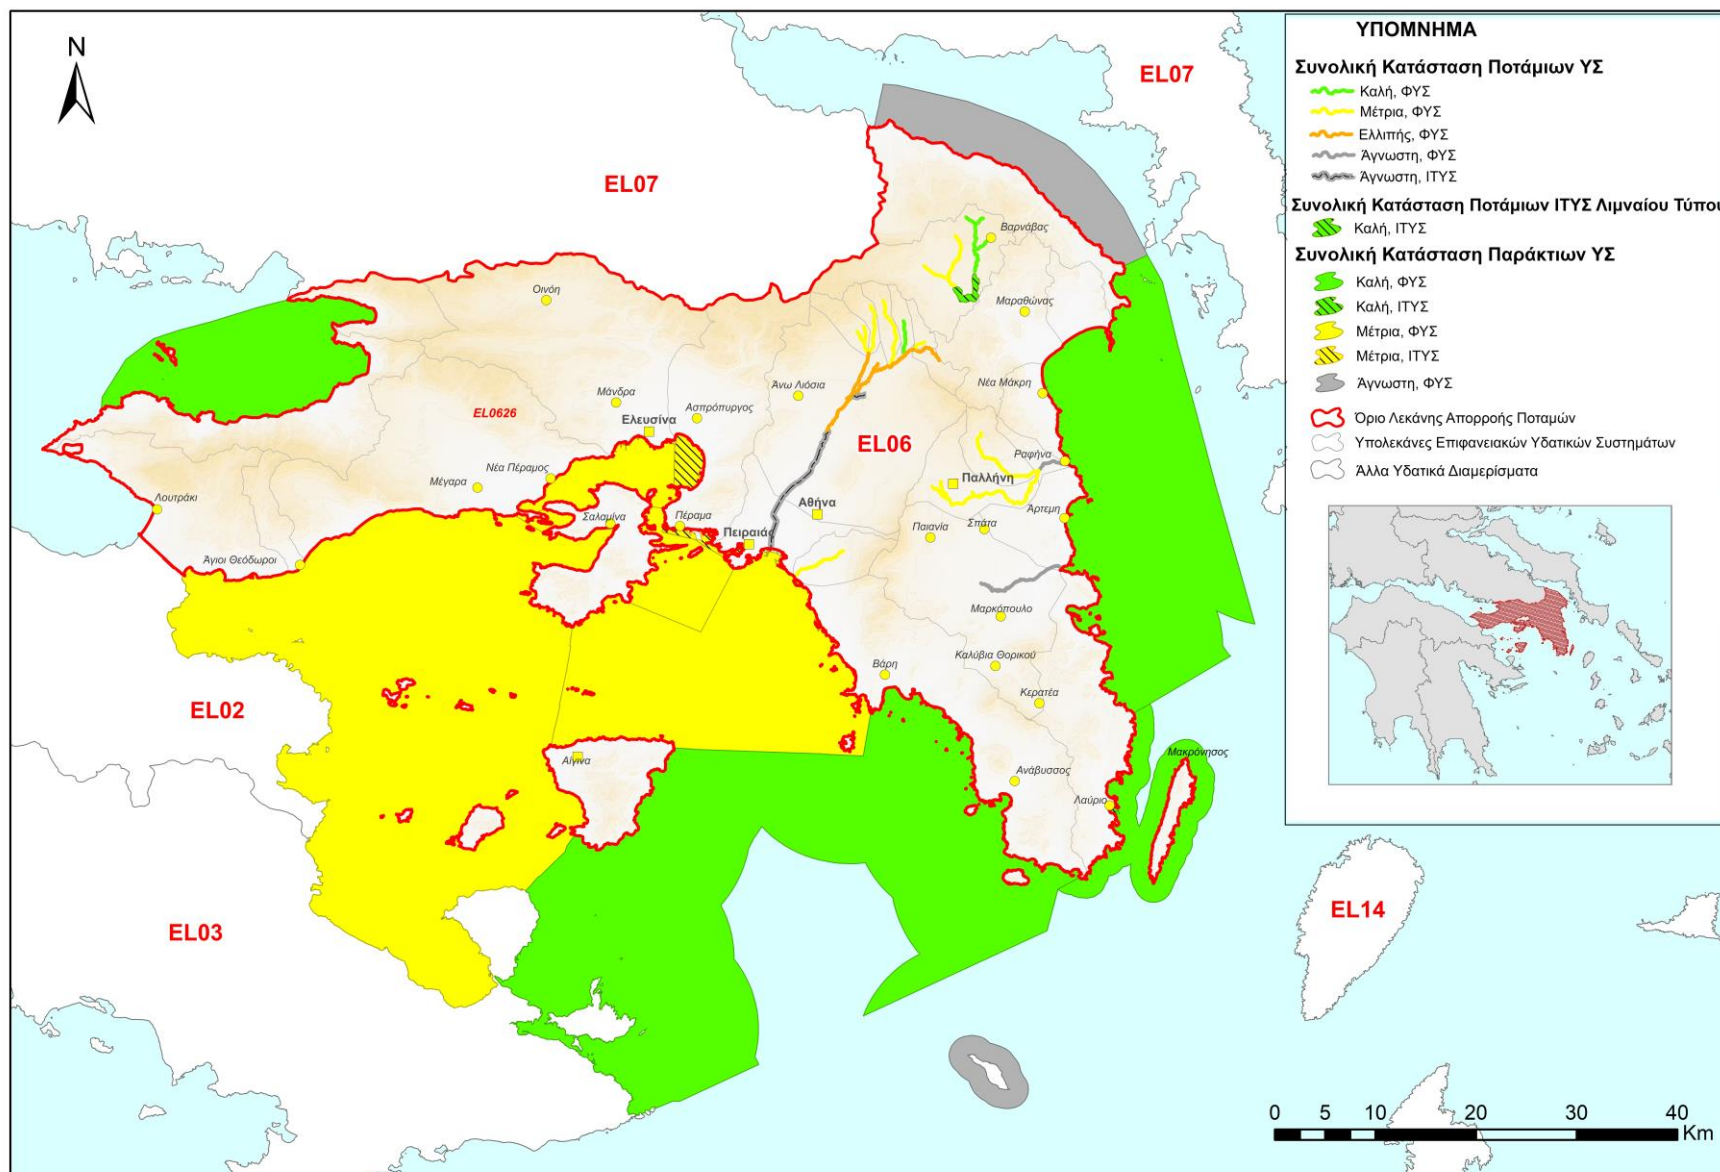 N
EL07
EL07
Βαρνάβας
Οινόη
Μαραθώνας
Νέα Μάκρη
Άνω Λιόσια
Μάνδρα
Ασπρόπυργος
EL0626
Ελευσίνα
EL06
Ραφήνα
Νέα Πέραμος
Μέγαρα
Παλλήνη
Λουτράκι
Αθήνα
Άρτεμη
Σαλαμίνα
Πέραμα
Πειραιάς
Παιανία
Σπάτα
Άγιοι Θεόδωροι
Μαρκόπουλο
Βάρη
Καλύβια Θορικού
Κερατέα
EL02
Αίγινα
Μακρόνησος
Ανάβυσσος
Λαύριο
EL03
EL14
ΥΠΟΜΝΗΜΑ
Συνολική Κατάσταση Ποτάμιων ΥΣ
Καλή, ΦΥΣ
Μέτρια, ΦΥΣ
Ελλιπής, ΦΥΣ
Άγνωστη, ΦΥΣ
Άγνωστη, ΙΤΥΣ
Συνολική Κατάσταση Ποτάμιων ΙΤΥΣ Λιμναίου Τύπου
Καλή, ΙΤΥΣ
Συνολική Κατάσταση Παράκτιων ΥΣ
Καλή, ΦΥΣ
Καλή, ΙΤΥΣ
Μέτρια, ΦΥΣ
Μέτρια, ΙΤΥΣ
Άγνωστη, ΦΥΣ
Όριο Λεκάνης Απορροής Ποταμών
Υπολεκάνες Επιφανειακών Υδατικών Συστημάτων
Άλλα Υδατικά Διαμερίσματα
0 5 10 20 30 40
Km